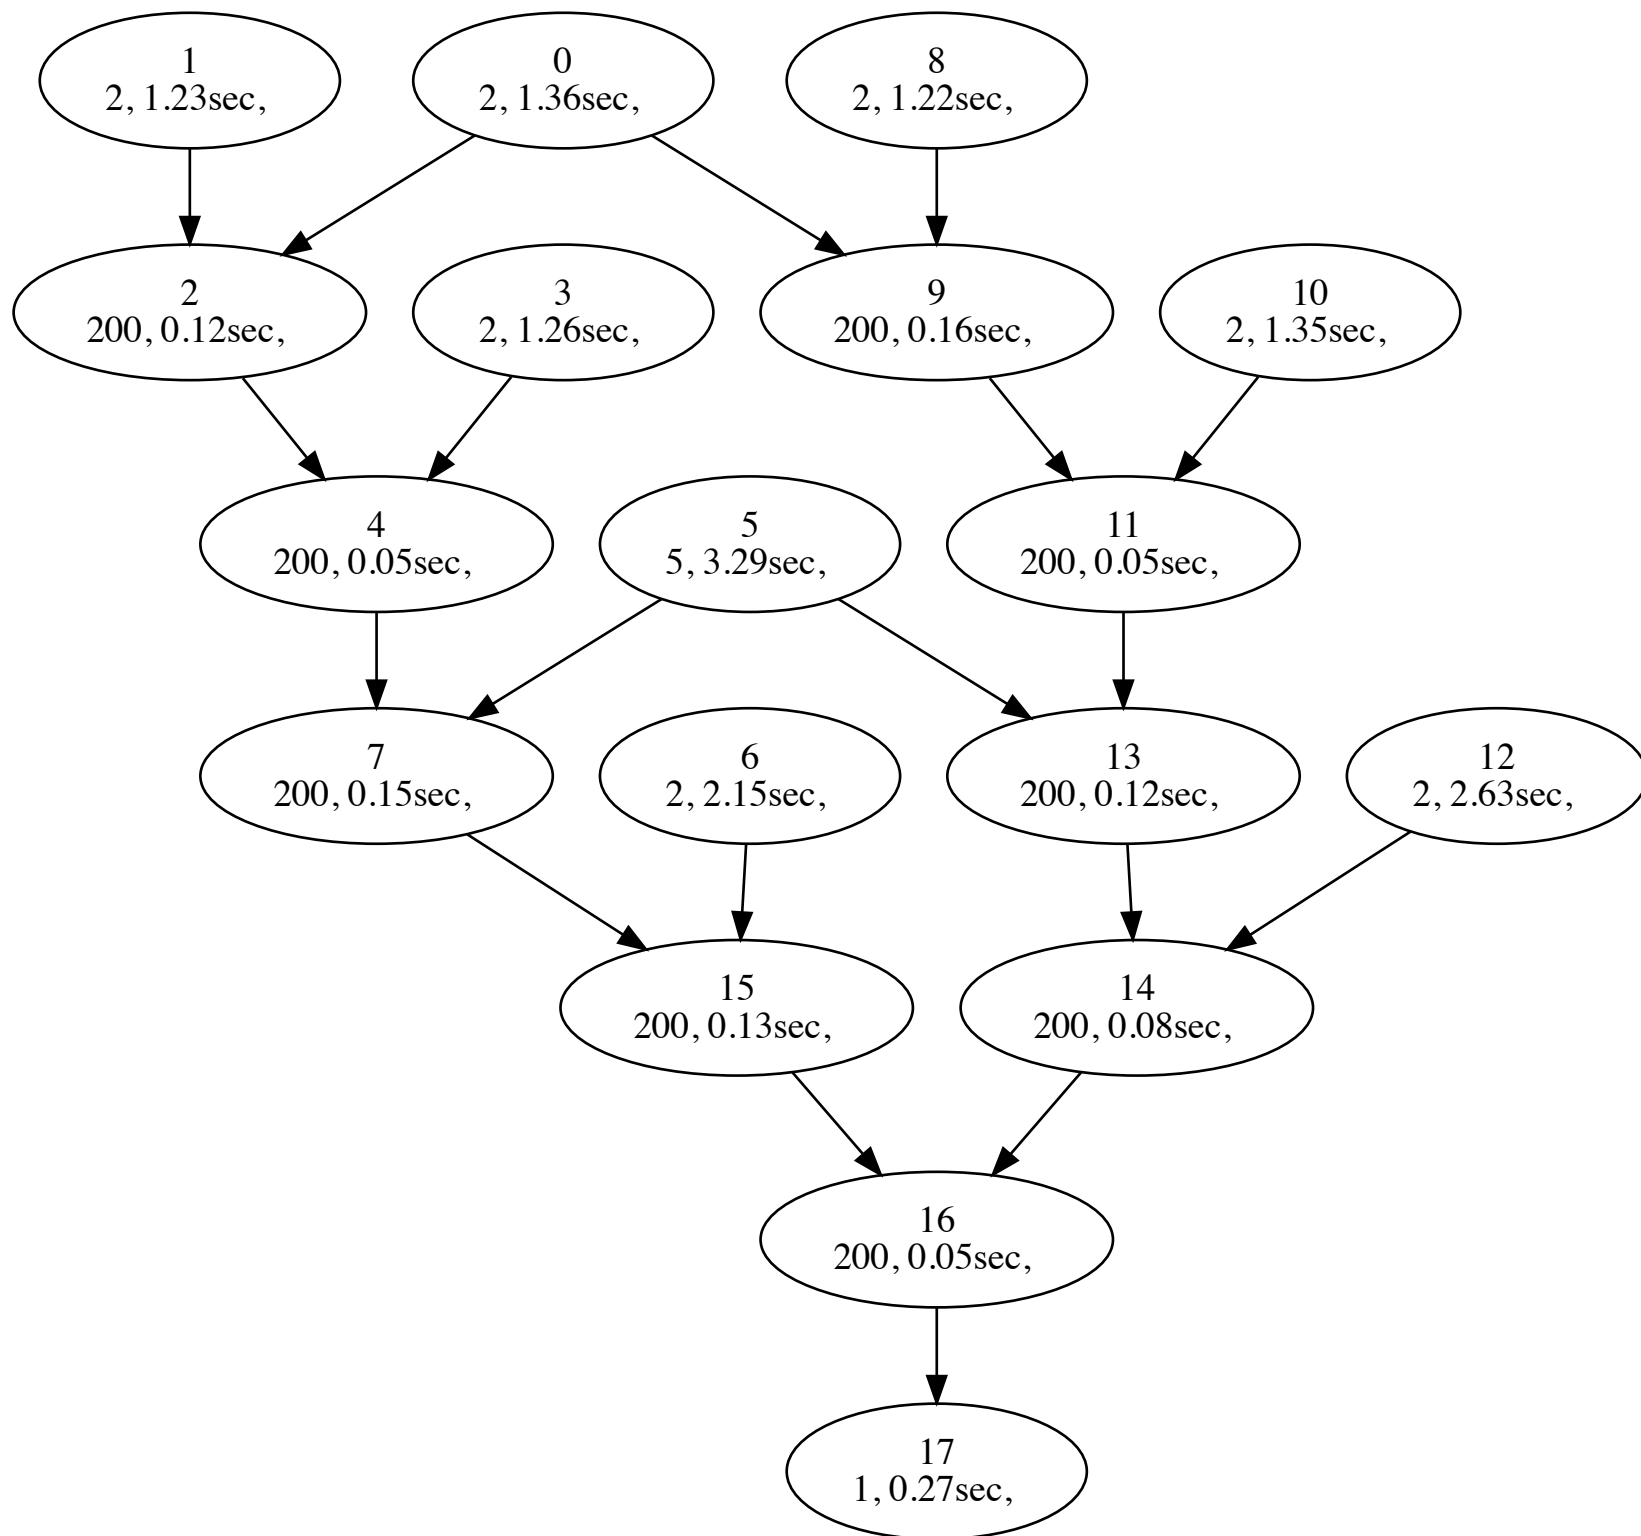 1
2, 1.23sec,
0
2, 1.36sec,
8
2, 1.22sec,
2
200, 0.12sec,
3
2, 1.26sec,
9
200, 0.16sec,
10
2, 1.35sec,
4
200, 0.05sec,
5
5, 3.29sec,
11
200, 0.05sec,
7
200, 0.15sec,
6
2, 2.15sec,
13
200, 0.12sec,
12
2, 2.63sec,
15
200, 0.13sec,
14
200, 0.08sec,
16
200, 0.05sec,
17
1, 0.27sec,